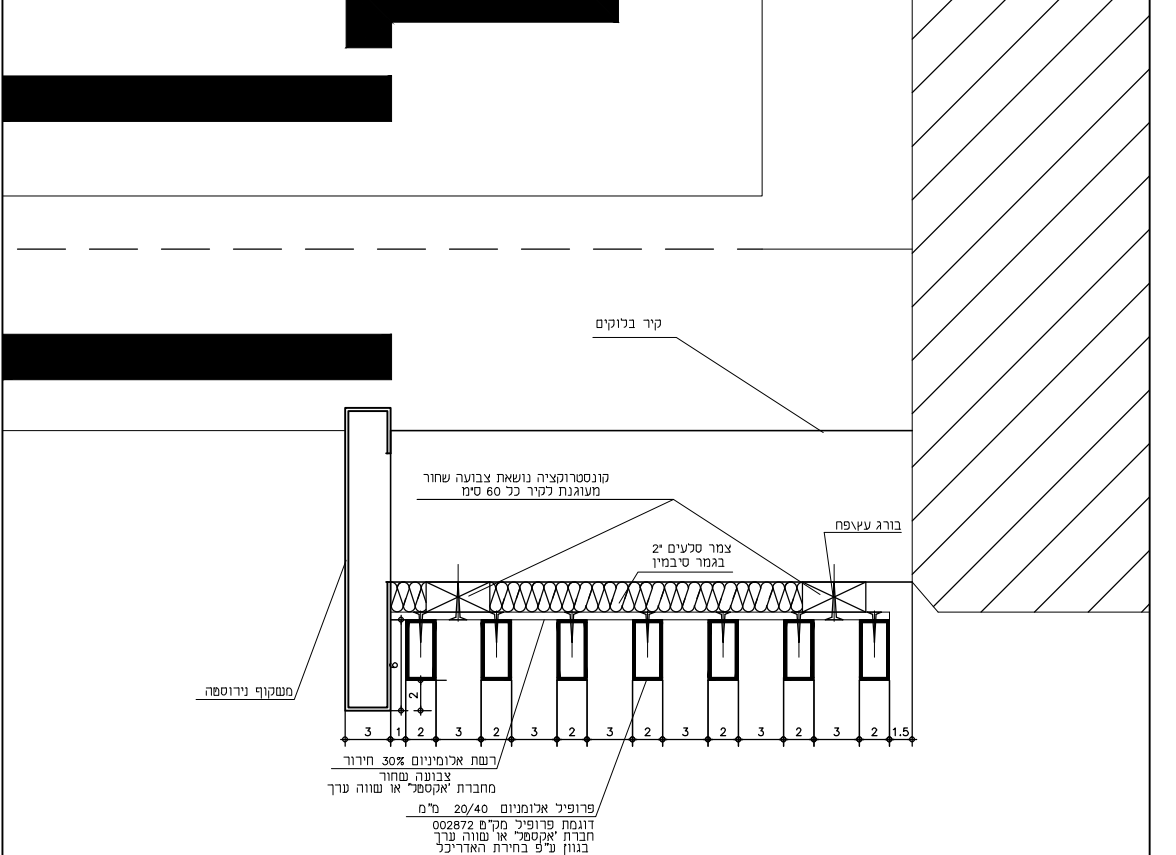 קיר בלוקים
קונסטרוקציה נושאת צבועה שחור
מעוגנת לקיר כל 60 ס"מ
בורג עץ\פח
צמר סלעים 2"
בגמר סיבמין
משקוף נירוסטה
6
2
3 1 2 3 2 3 2 3 2 3 2 3 2 3 2 1.5
רשת אלומיניום 30% חירור
צבועה שחור
מחברת 'אקסטל' או שווה ערך
פרופיל אלומניום 20/40 מ"מ
דוגמת פרופיל מק"ט 002872
חברת 'אקסטל' או שווה ערך
בגוון ע"פ בחירת האדריכל